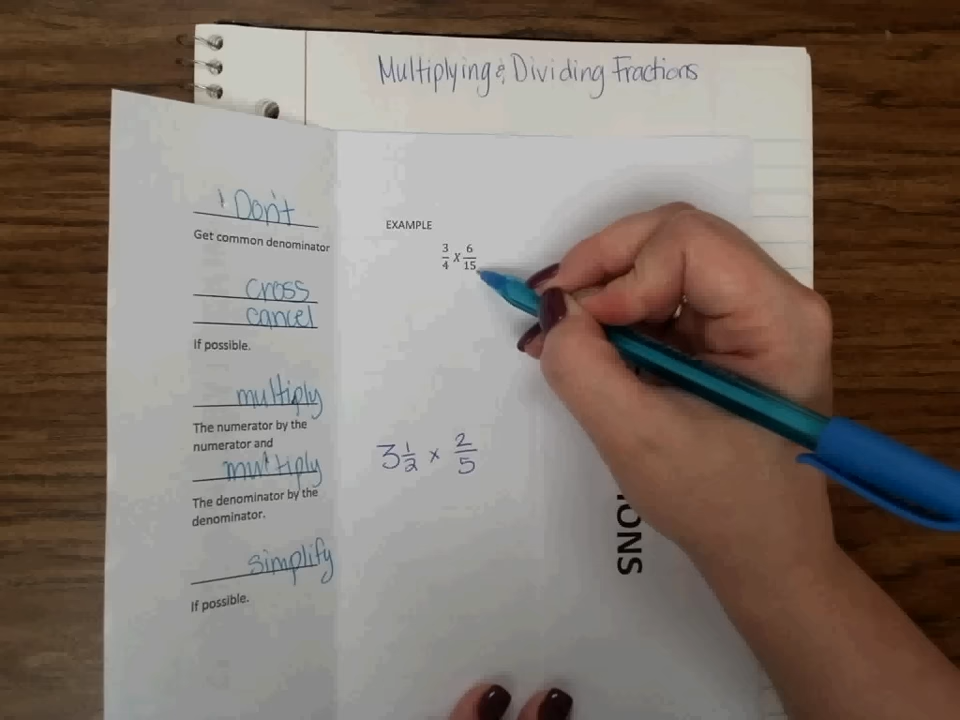 Multiplying & Dividing Fractions
Don't
Get common denominator
cross
cancel
If possible.
multiply
The numerator by the
numerator and
multiply
The denominator by the
denominator.
simplify
If possible.
EXAMPLE
3/4 x 6/15
3 1/2 x 2/5
IONS